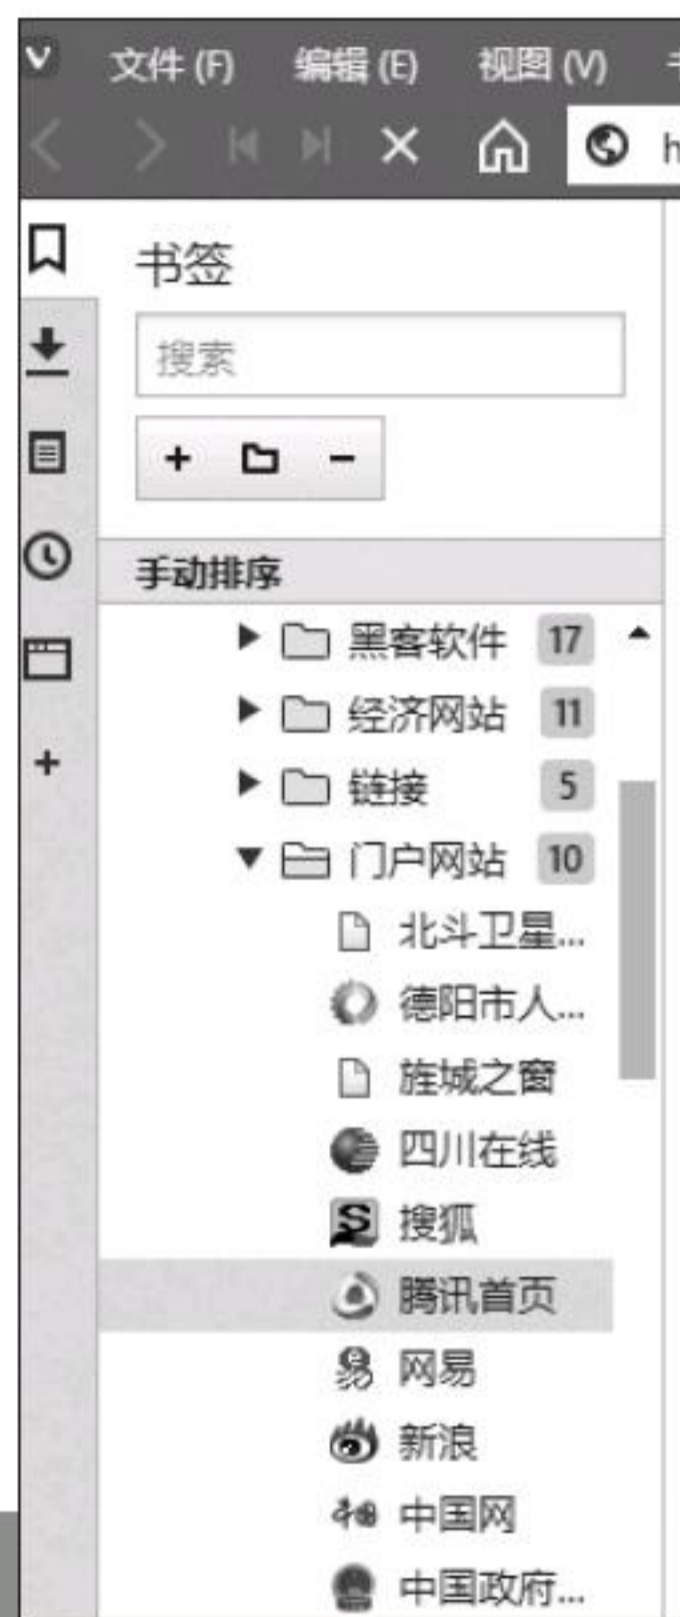 文件 (F) 编辑 (E) 视图 (V)
h
书签
搜索
手动排序
黑客软件 17
经济网站 11
链接 5
门户网站 10
北斗卫星...
德阳市人...
旌城之窗
四川在线
搜狐
腾讯首页
网易
新浪
中国网
中国政府...